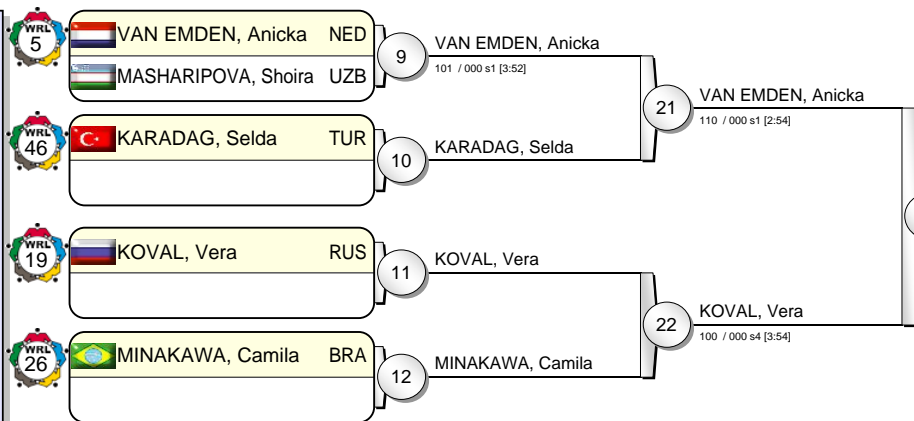 WRL
5
VAN EMDEN, Anicka NED
MASHARIPOVA, Shoira UZB
9
VAN EMDEN, Anicka
101 / 000 s1 [3:52]
WRL
46
KARADAG, Selda TUR
10
KARADAG, Selda
21
VAN EMDEN, Anicka
110 / 000 s1 [2:54]
WRL
19
KOVAL, Vera RUS
11
KOVAL, Vera
WRL
26
MINAKAWA, Camila BRA
12
MINAKAWA, Camila
22
KOVAL, Vera
100 / 000 s4 [3:54]